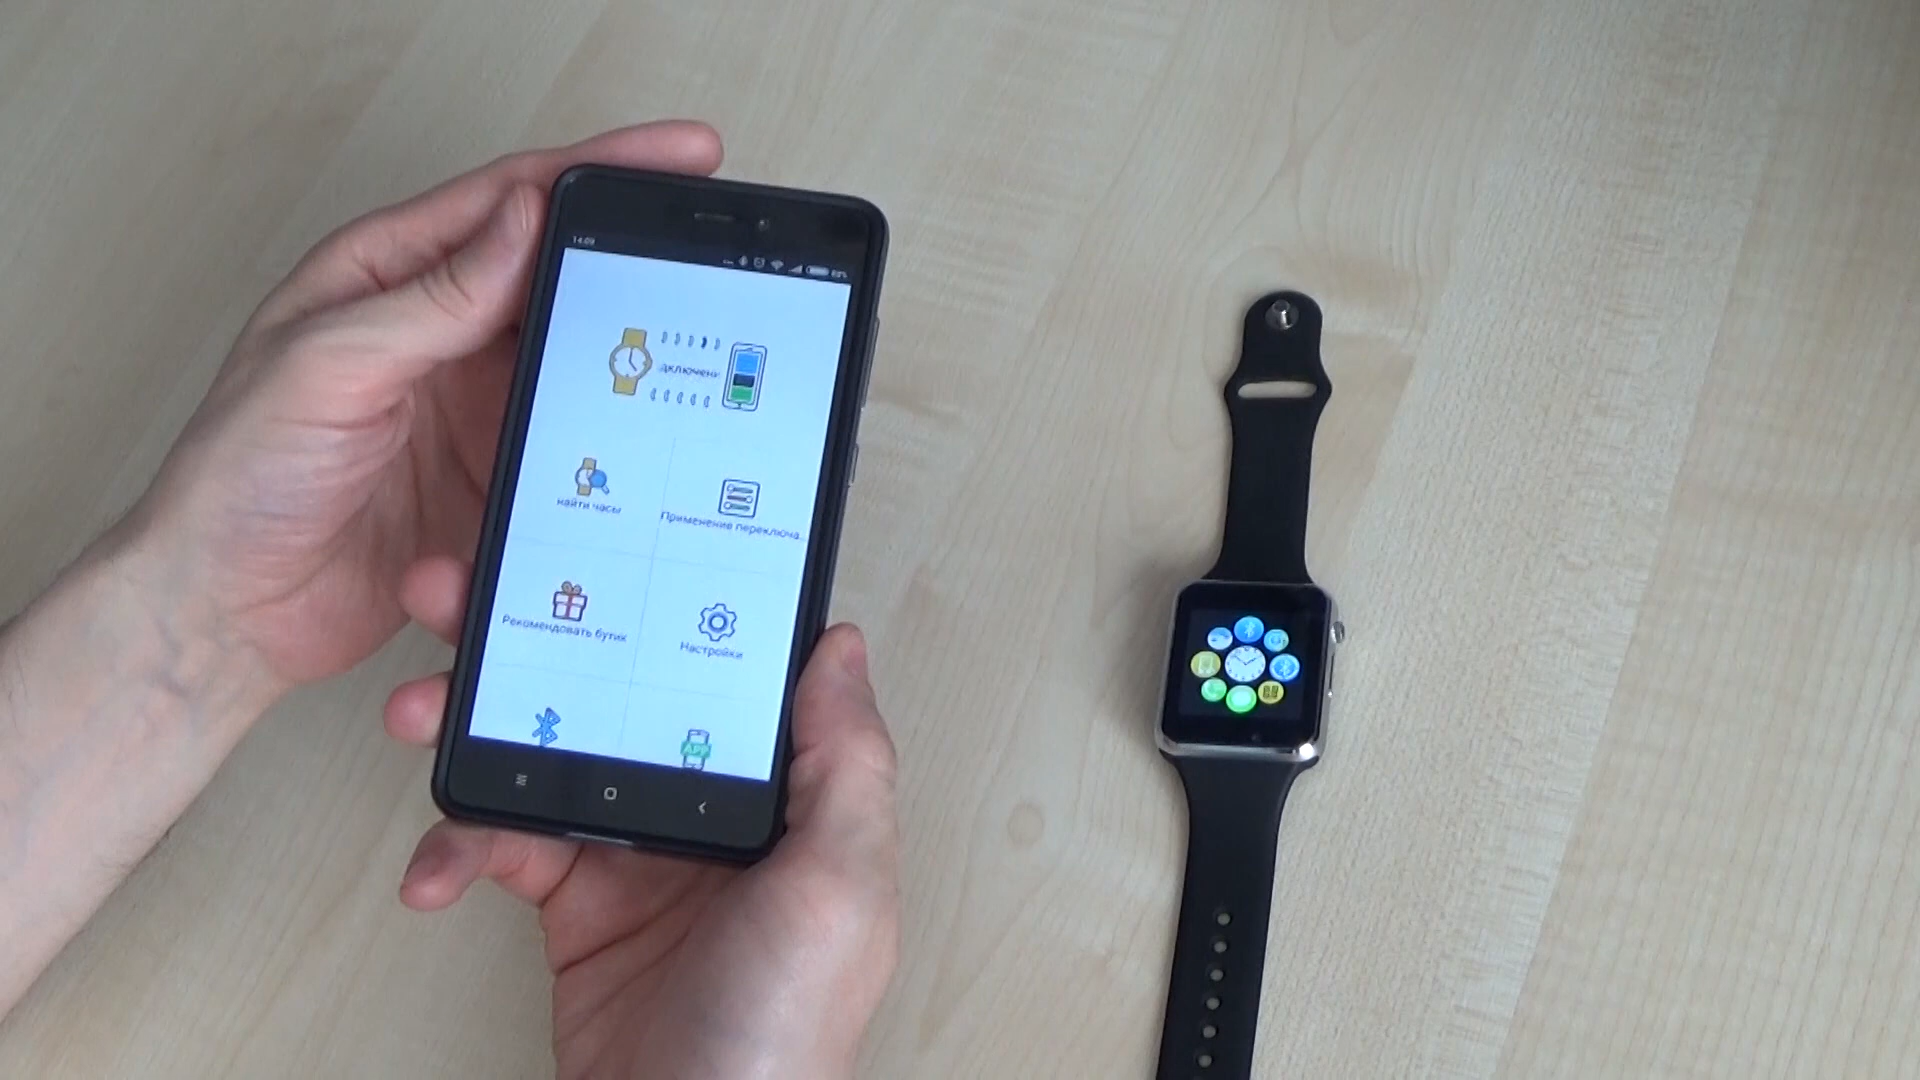 14:09
дключени
найти часы
Применение переключа...
Рекомендовать бутик
Настройки
APP